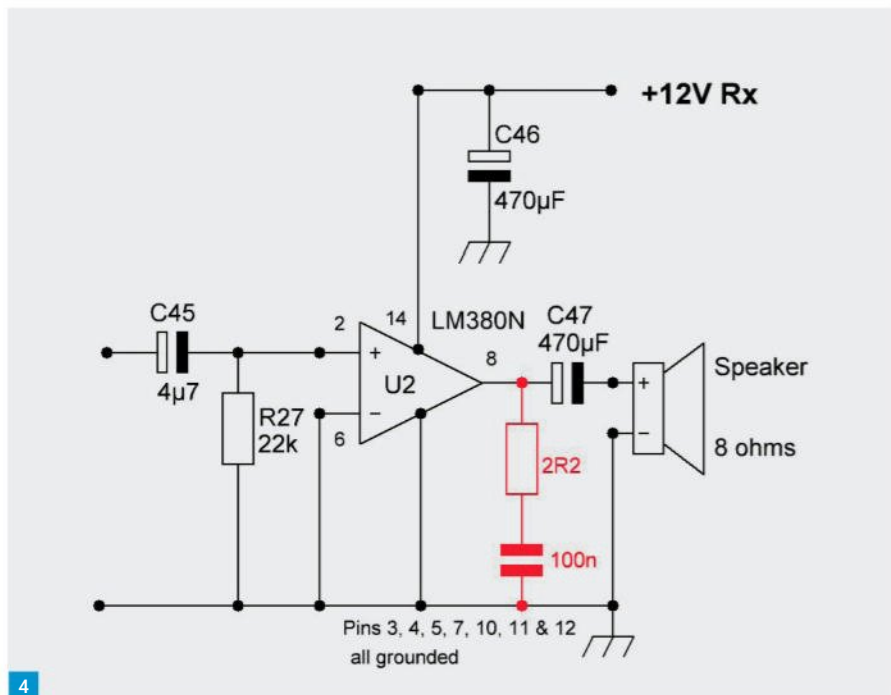 +12V Rx
C46
470µF
C45
4µ7
2
14
LM380N
C47
470µF
8
+
U2
−
6
R27
22k
Speaker
+
−
8 ohms
2R2
100n
Pins 3, 4, 5, 7, 10, 11 & 12
all grounded
4